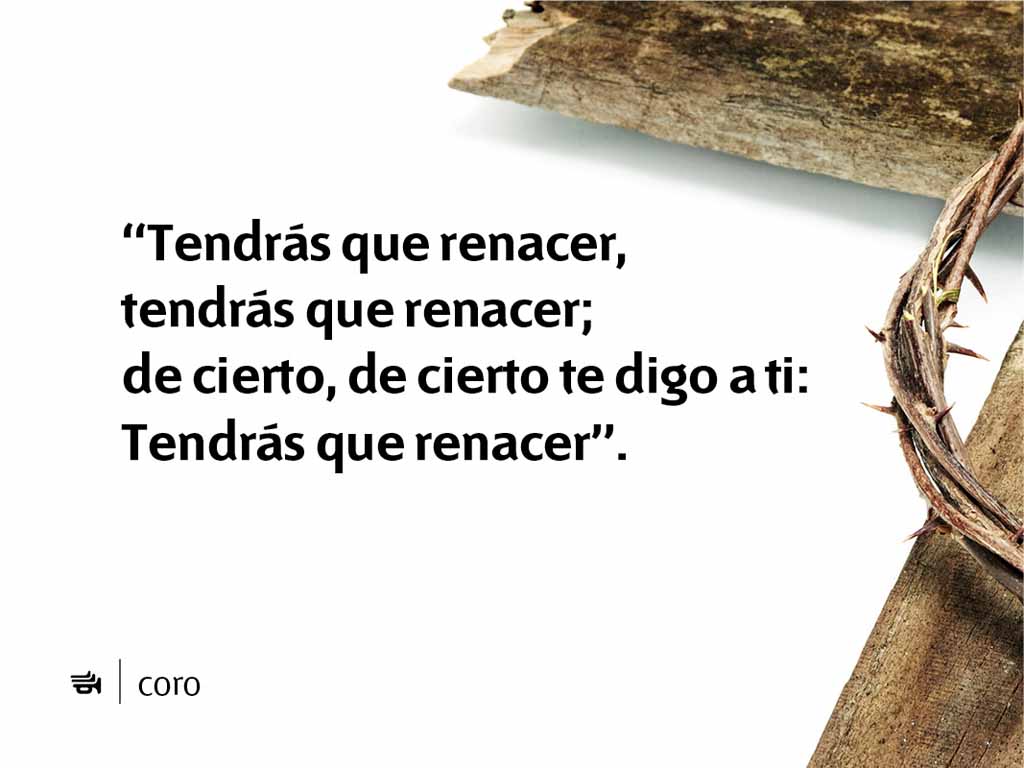 “Tendrás que renacer,
tendrás que renacer;
de cierto, de cierto te digo a ti:
Tendrás que renacer”.
coro